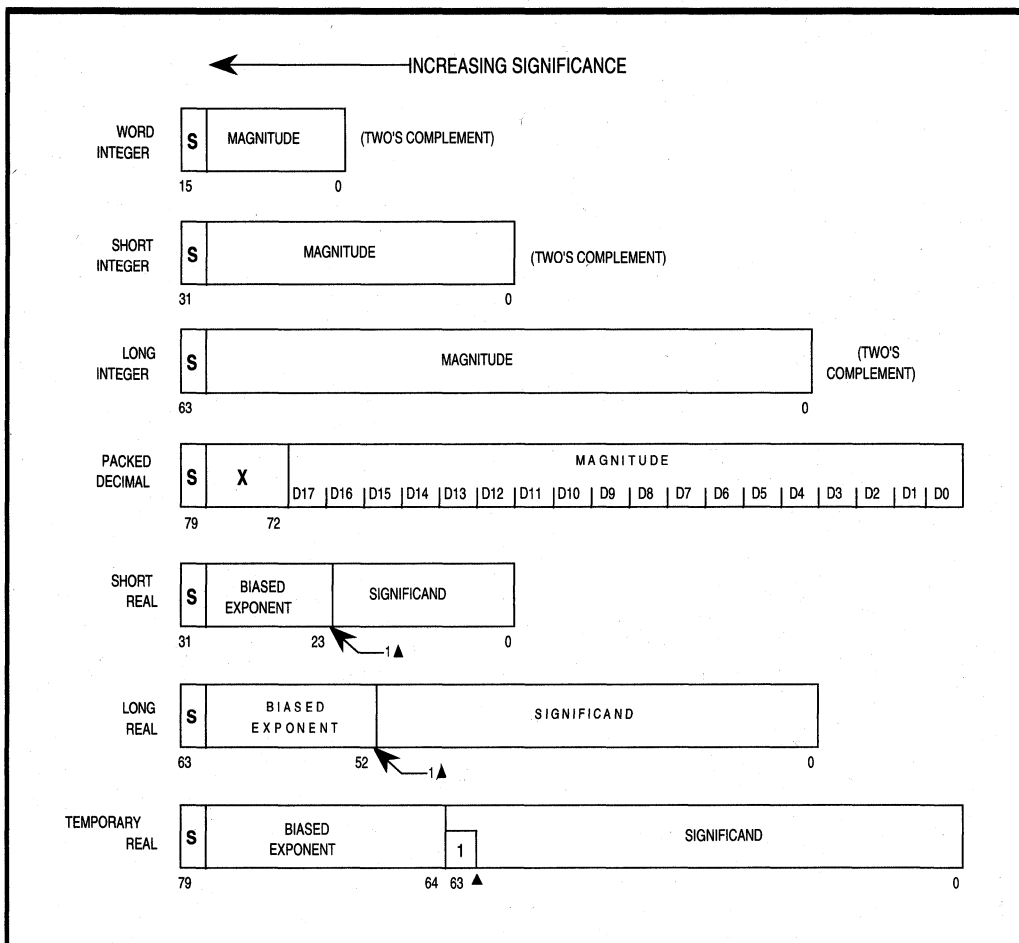 INCREASING SIGNIFICANCE
WORD
INTEGER
S
MAGNITUDE
(TWO'S COMPLEMENT)
15
0
SHORT
INTEGER
S
MAGNITUDE
(TWO'S COMPLEMENT)
31
0
LONG
INTEGER
S
MAGNITUDE
(TWO'S
COMPLEMENT)
63
0
PACKED
DECIMAL
S
X
MAGNITUDE
D17 D16 D15 D14 D13 D12 D11 D10 D9 D8 D7 D6 D5 D4 D3 D2 D1 D0
79
72
SHORT
REAL
S
BIASED
EXPONENT
SIGNIFICAND
31
23
1▲
0
LONG
REAL
S
BIASED
EXPONENT
SIGNIFICAND
63
52
1▲
0
TEMPORARY
REAL
S
BIASED
EXPONENT
1
SIGNIFICAND
79
64
63
▲
0